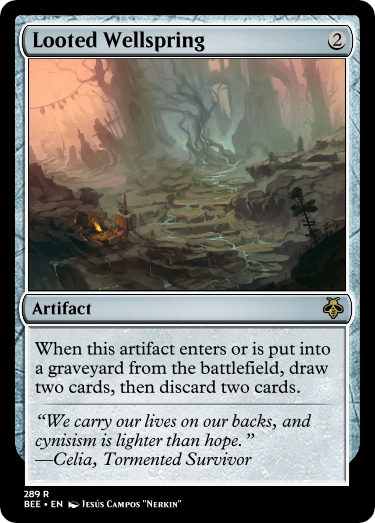 Looted Wellspring 2
Artifact
When this artifact enters or is put into
a graveyard from the battlefield, draw
two cards, then discard two cards.
“We carry our lives on our backs, and
cynisism is lighter than hope.”
—Celia, Tormented Survivor
289 R
BEE • EN Jesús Campos "Nerkin"